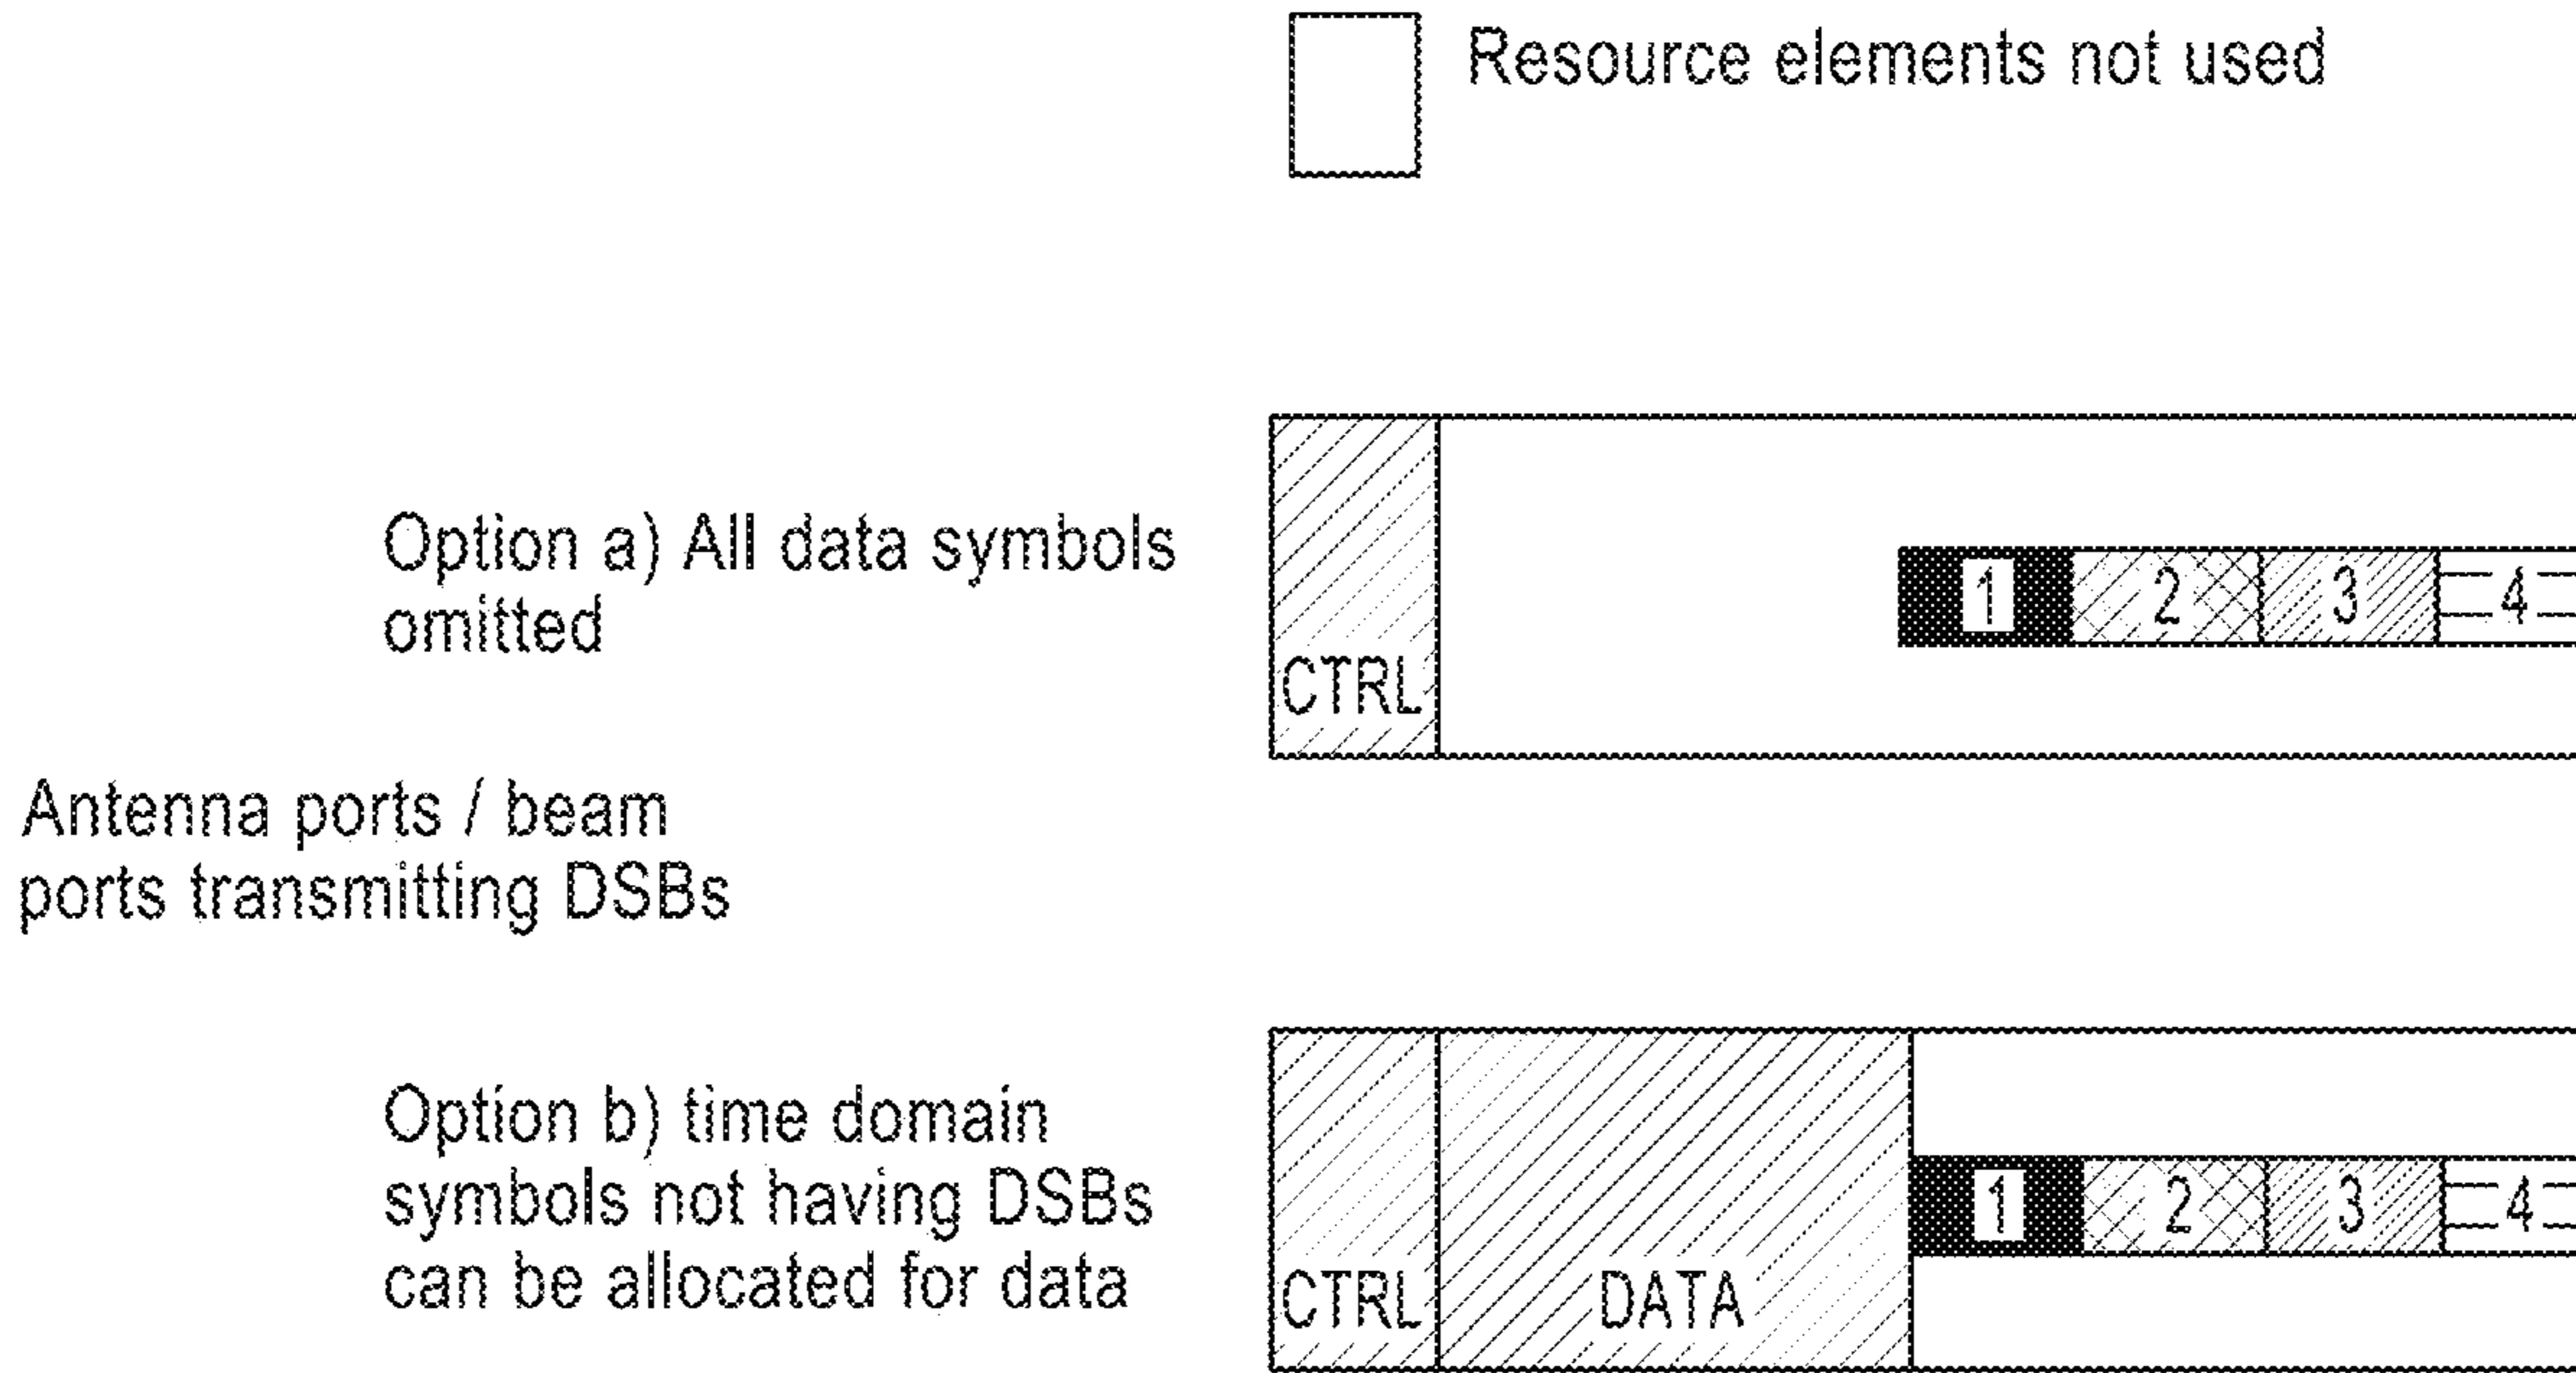 Resource elements not used
Option a) All data symbols
omitted
1 2 3 4
CTRL
Antenna ports / beam
ports transmitting DSBs
Option b) time domain
symbols not having DSBs
can be allocated for data
1 2 3 4
CTRL DATA